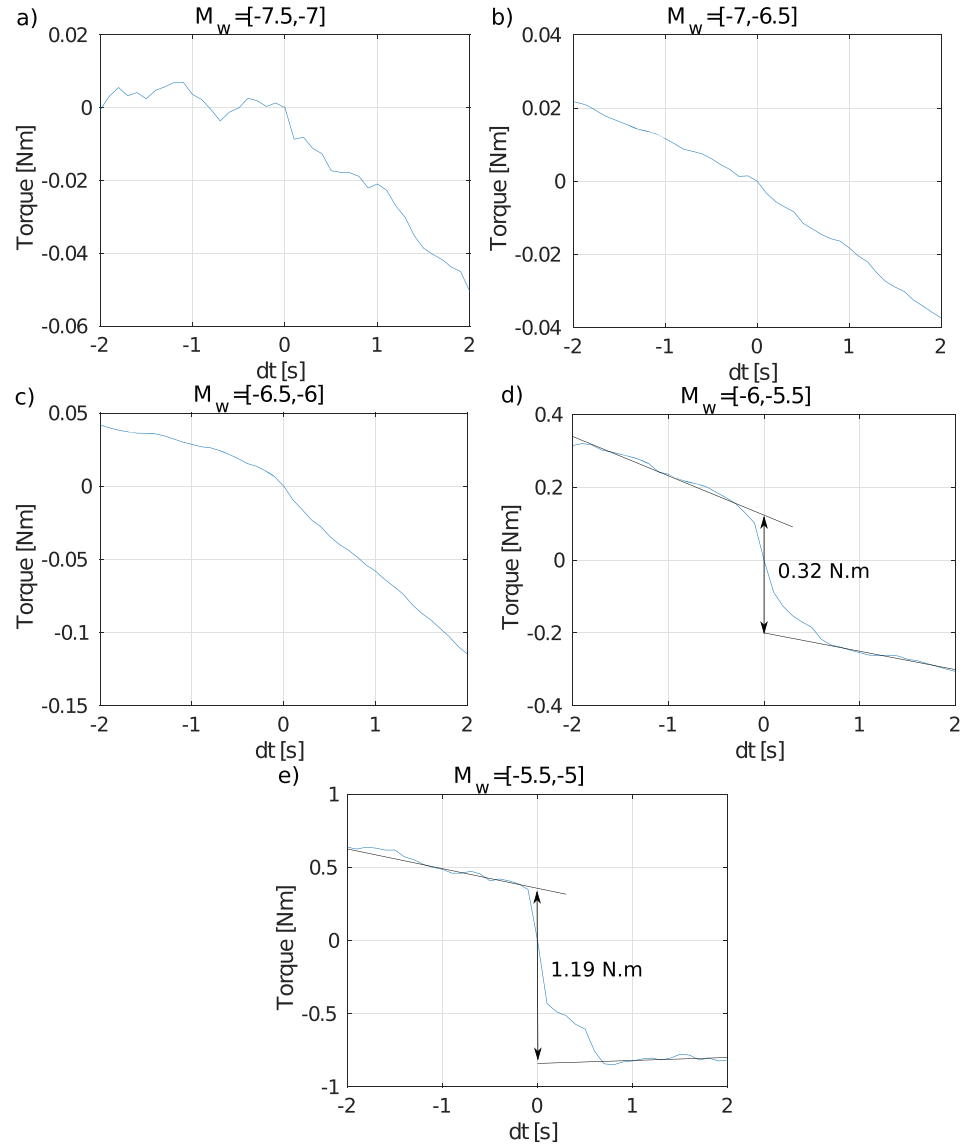 a)
M_w=[-7.5,-7]
0.02
0
-0.02
-0.04
-0.06
Torque [Nm]
-2 -1 0 1 2
dt [s]
b)
M_w=[-7,-6.5]
0.04
0.02
0
-0.02
-0.04
Torque [Nm]
-2 -1 0 1 2
dt [s]
c)
M_w=[-6.5,-6]
0.05
0
-0.05
-0.1
-0.15
Torque [Nm]
-2 -1 0 1 2
dt [s]
d)
M_w=[-6,-5.5]
0.4
0.2
0
-0.2
-0.4
Torque [Nm]
0.32 N.m
-2 -1 0 1 2
dt [s]
e)
M_w=[-5.5,-5]
1
0.5
0
-0.5
-1
Torque [Nm]
1.19 N.m
-2 -1 0 1 2
dt [s]